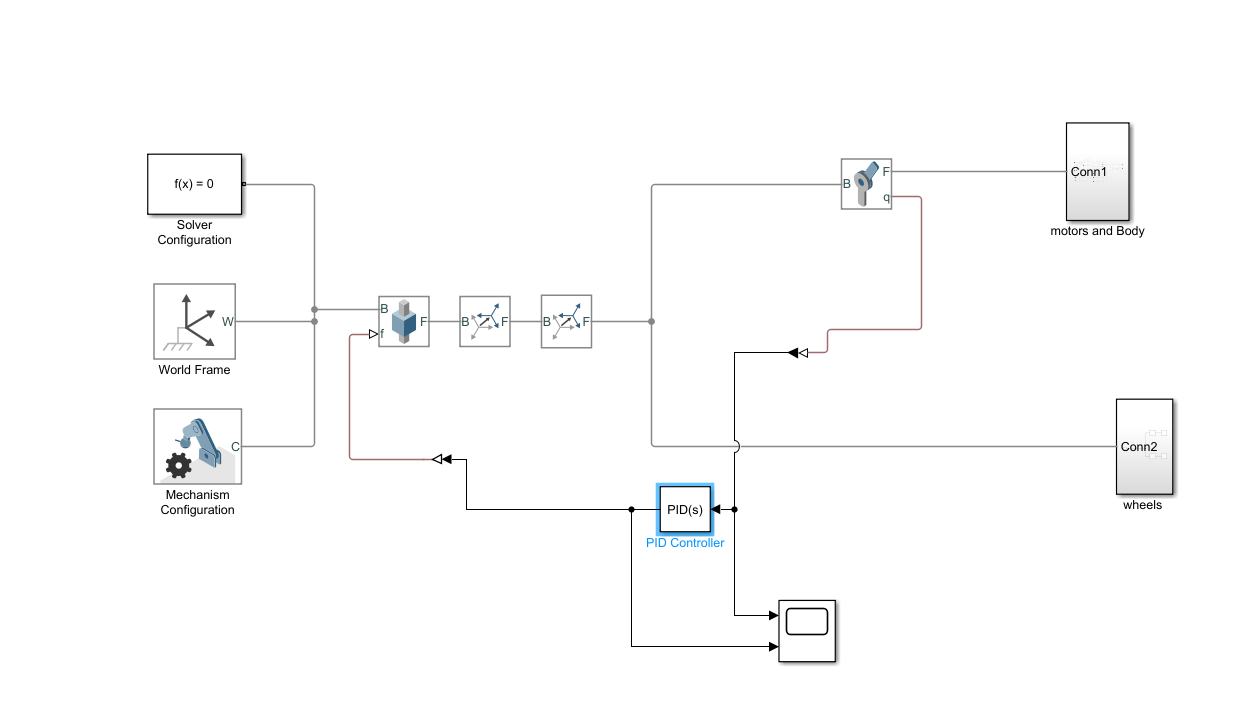 f(x) = 0
Solver
Configuration
W
World Frame
C
Mechanism
Configuration
B
f
F
B
F
B
F
B
F
q
Conn1
motors and Body
Conn2
wheels
PID(s)
PID Controller